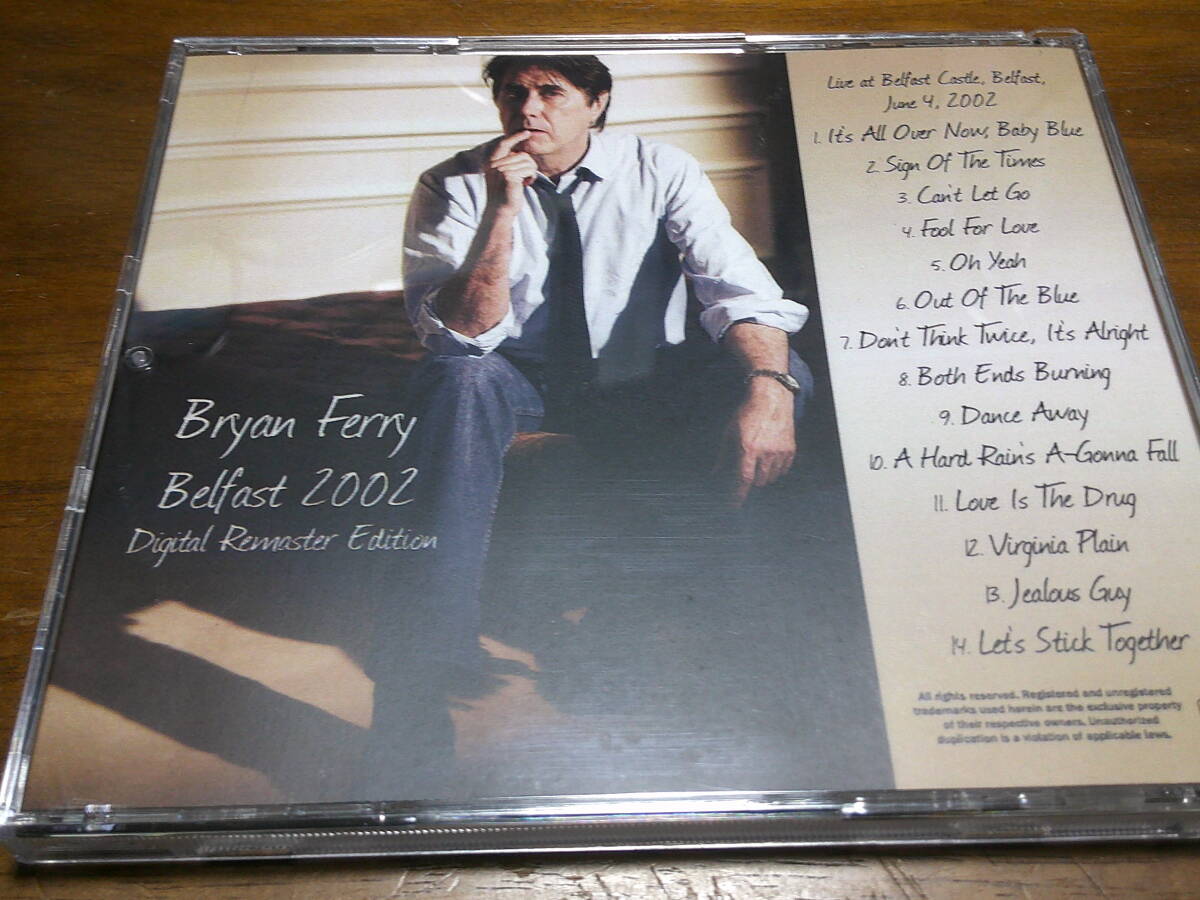 Bryan Ferry
Belfast 2002
Digital Remaster Edition
Live at Belfast Castle, Belfast,
June 4, 2002
1. It's All Over Now, Baby Blue
2. Sign Of The Times
3. Can't Let Go
4. Fool For Love
5. Oh Yeah
6. Out Of The Blue
7. Don't Think Twice, It's Alright
8. Both Ends Burning
9. Dance Away
10. A Hard Rain's A-Gonna Fall
11. Love Is The Drug
12. Virginia Plain
13. Jealous Guy
14. Let's Stick Together
All rights reserved. Registered and unregistered
trademarks used herein are the exclusive property
of their respective owners. Unauthorized
duplication is a violation of applicable laws.